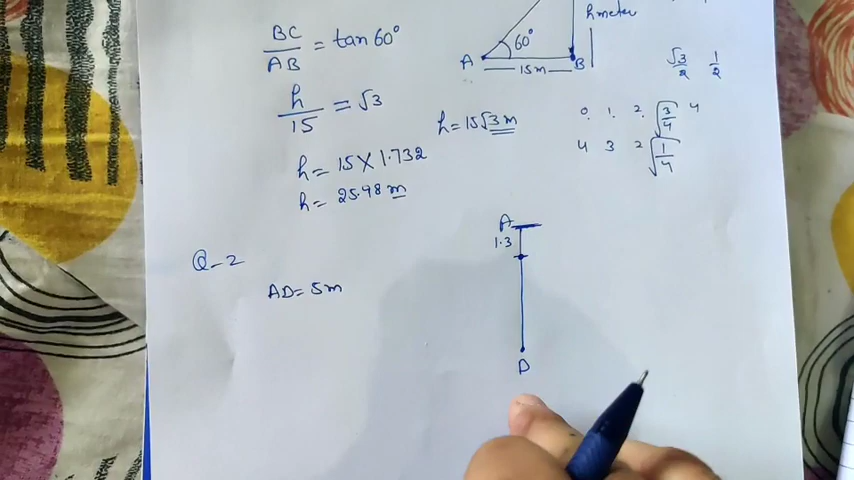 BC/AB = tan 60°
h/15 = √3
h = 15 × 1.732
h = 25.98 m
h = 15√3 m
h meter
60°
A
15m
B
√3/2 1/2
0. 1. 2. √3/4 4
4 3 2 √1/4
Q-2
AD = 5m
A
1.3
D